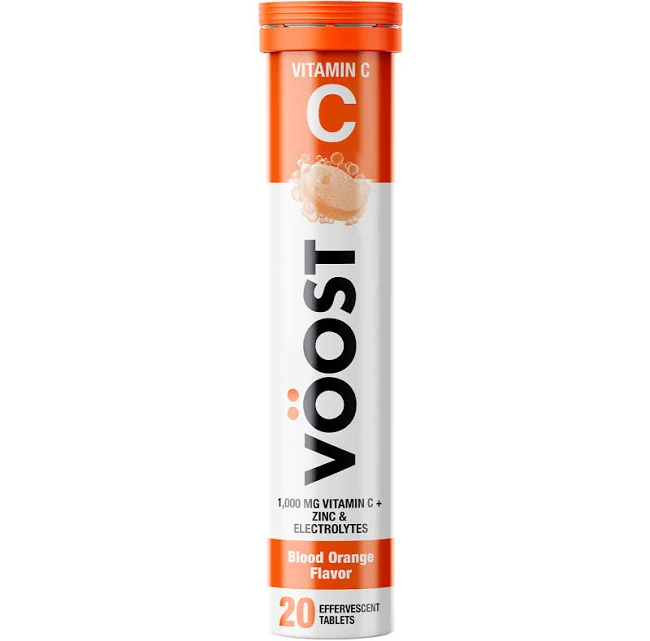 VITAMIN C
C
VÖOST
1,000 MG VITAMIN C +
ZINC &
ELECTROLYTES
Blood Orange
Flavor
20 EFFERVESCENT
TABLETS